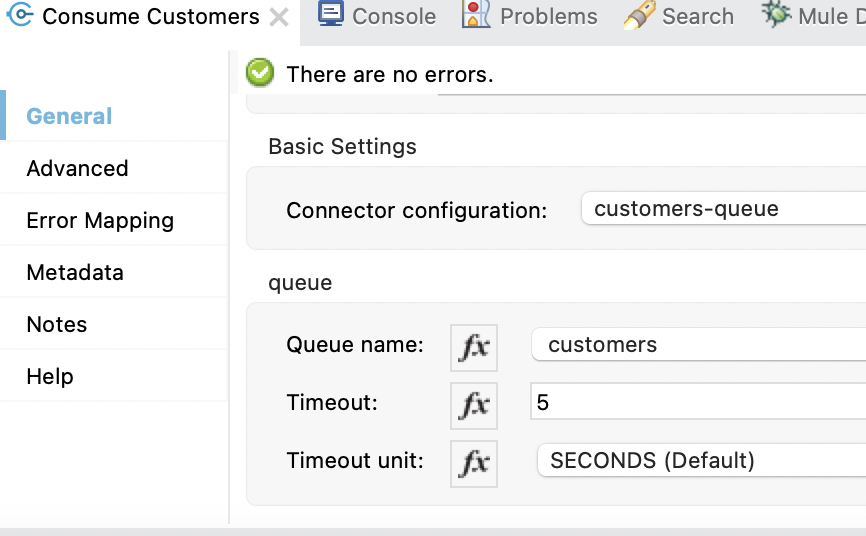 Consume Customers Console Problems Search Mule D
There are no errors.
General
Advanced
Error Mapping
Metadata
Notes
Help
Basic Settings
Connector configuration: customers-queue
queue
Queue name: fx customers
Timeout: fx 5
Timeout unit: fx SECONDS (Default)